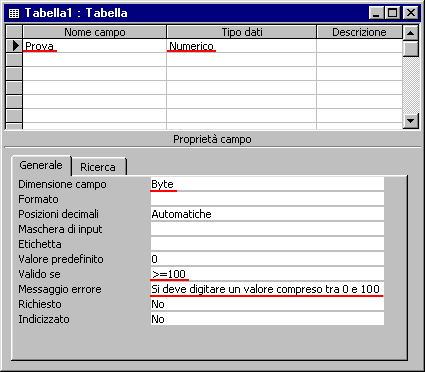 Tabella1 : Tabella
Nome campo Tipo dati Descrizione
Prova Numerico
Proprietà campo
Generale Ricerca
Dimensione campo Byte
Formato
Posizioni decimali Automatiche
Maschera di input
Etichetta
Valore predefinito 0
Valido se >=100
Messaggio errore Si deve digitare un valore compreso tra 0 e 100
Richiesto No
Indicizzato No